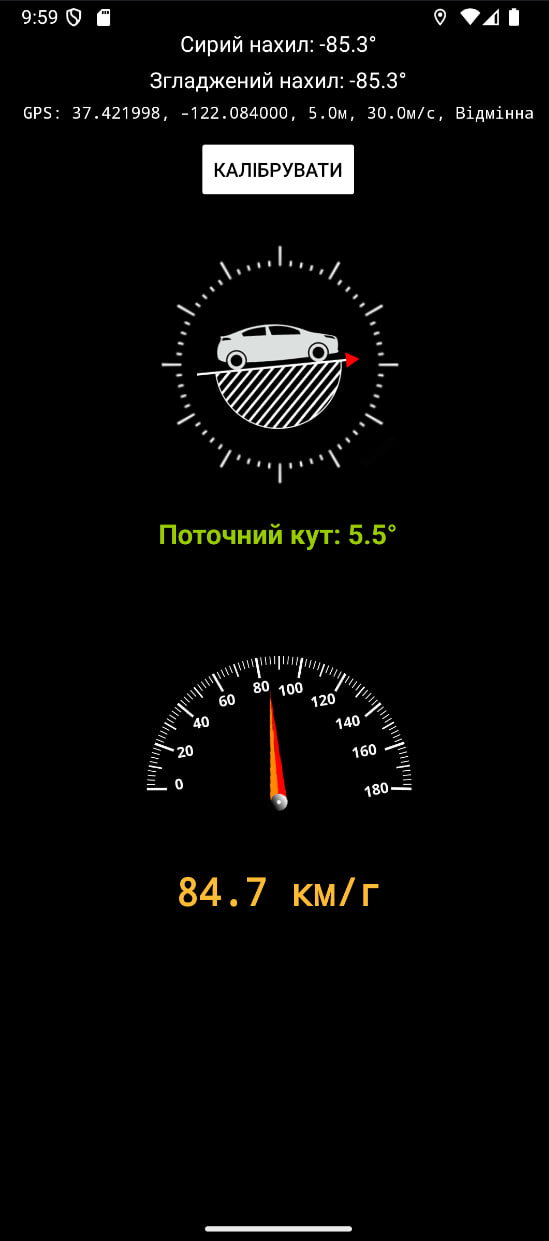 9:59
Сирий нахил: -85.3°
Згладжений нахил: -85.3°
GPS: 37.421998, -122.084000, 5.0м, 30.0м/с, Відмінна
КАЛІБРУВАТИ
Поточний кут: 5.5°
0
20
40
60
80
100
120
140
160
180
84.7 км/г